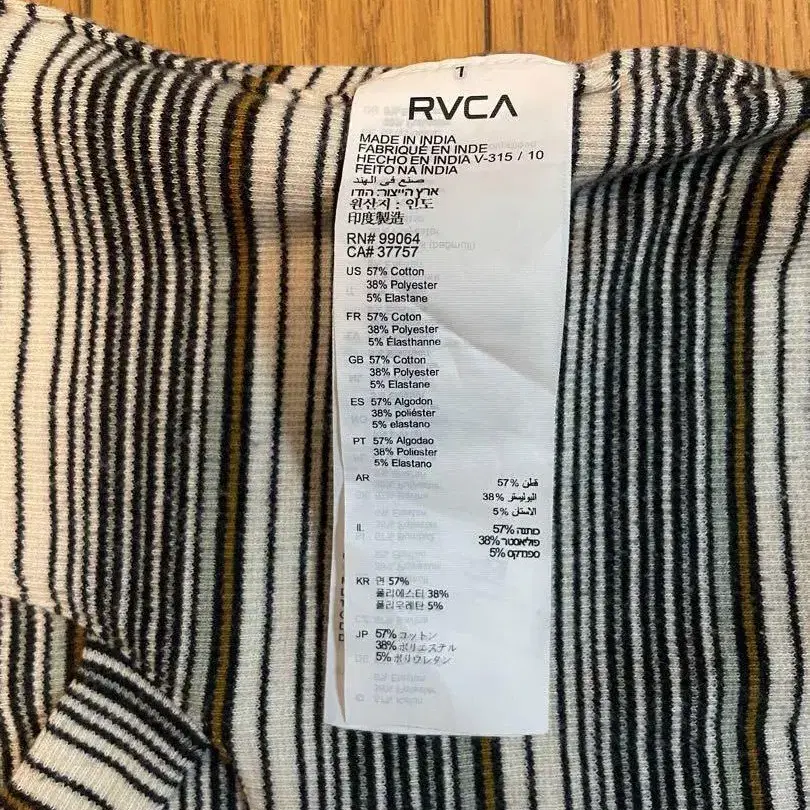 RVCA
MADE IN INDIA
FABRIQUÉ EN INDE
HECHO EN INDIA V-315 / 10
FEITO NA ÍNDIA
صنع في الهند
ארץ הייצור: הודו
원산지 : 인도
印度製造
RN# 99064
CA# 37757
US 57% Cotton
38% Polyester
5% Elastane
FR 57% Coton
38% Polyester
5% Élasthanne
GB 57% Cotton
38% Polyester
5% Elastane
ES 57% Algodon
38% poliéster
5% elastano
PT 57% Algodao
38% Poliester
5% Elastano
AR 57% قطن
38% البوليستر
5% الاستان
IL 57% כותנה
38% פוליאסטר
5% ספנדקס
KR 면 57%
폴리에스터 38%
폴리우레탄 5%
JP 57% コットン
38% ポリエステル
5% ポリウレタン